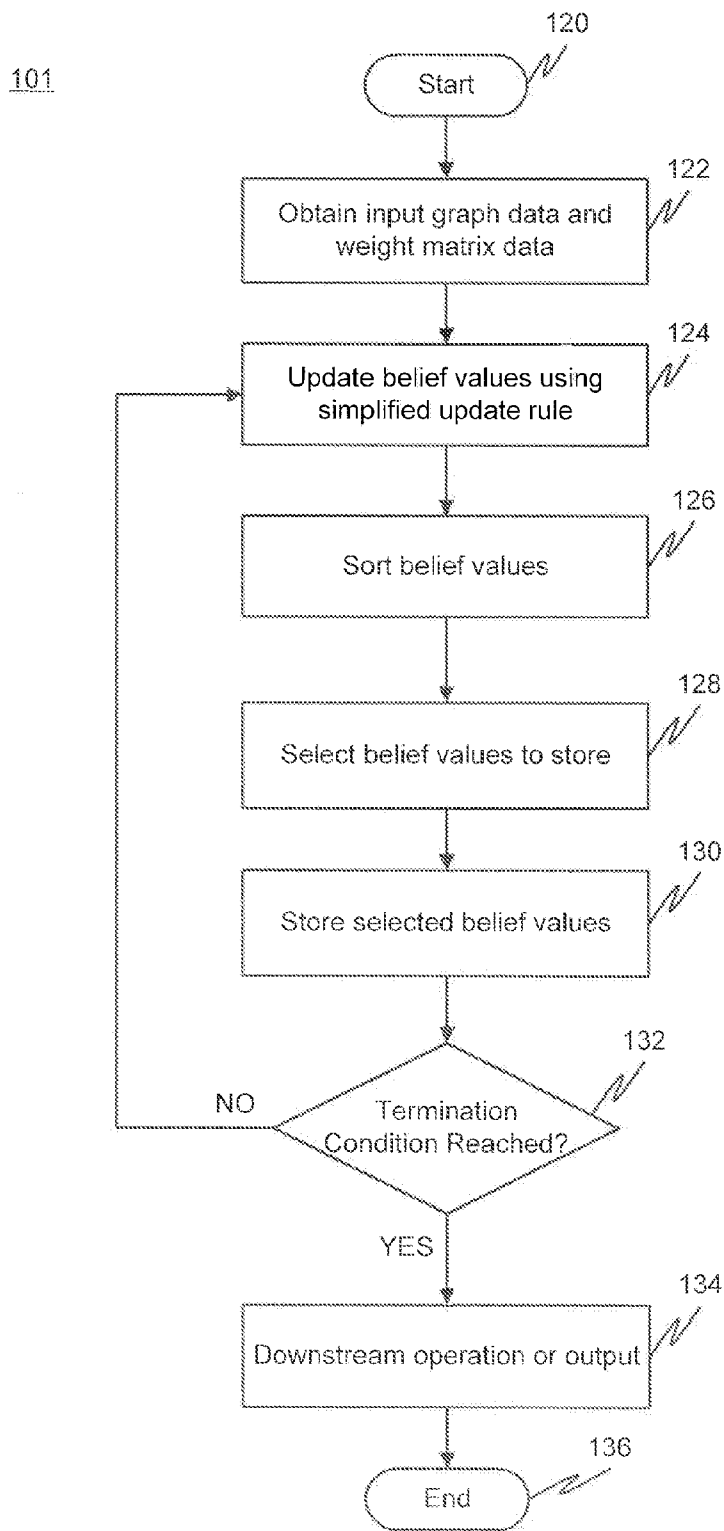 120
101
Start
122
Obtain input graph data and
weight matrix data
124
Update belief values using
simplified update rule
126
Sort belief values
128
Select belief values to store
130
Store selected belief values
132
NO
Termination
Condition Reached?
YES
134
Downstream operation or output
136
End